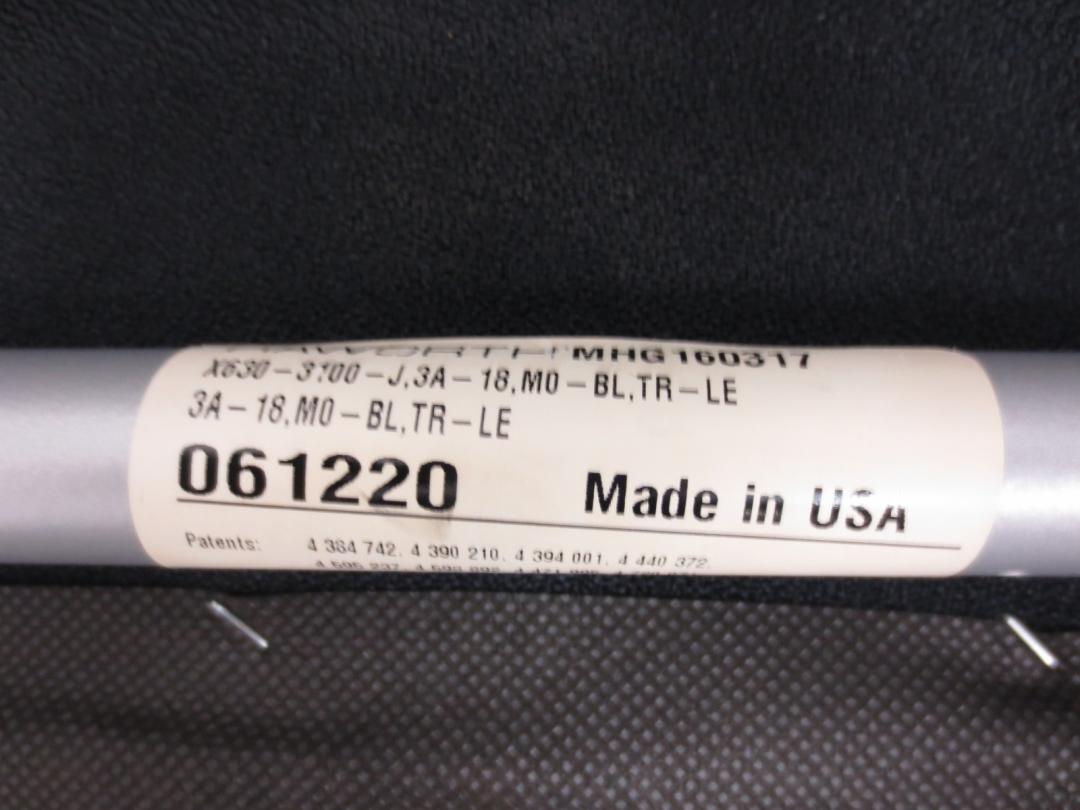 HAWORTH MHG160317
X630-3100-J,3A-18,M0-BL,TR-LE
3A-18,M0-BL,TR-LE
061220 Made in USA
Patents: 4 384 742. 4 390 210. 4 394 001. 4 440 372.